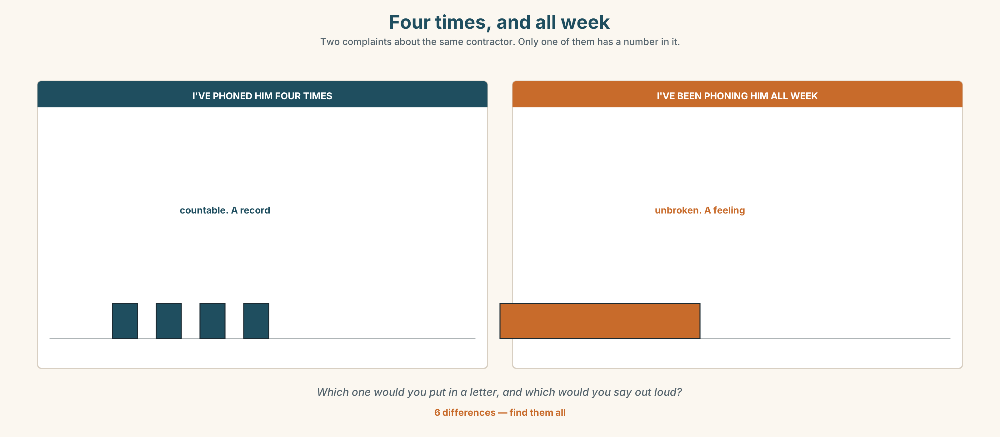 Four times, and all week
Two complaints about the same contractor. Only one of them has a number in it.
I'VE PHONED HIM FOUR TIMES
countable. A record
I'VE BEEN PHONING HIM ALL WEEK
unbroken. A feeling
Which one would you put in a letter, and which would you say out loud?
6 differences — find them all